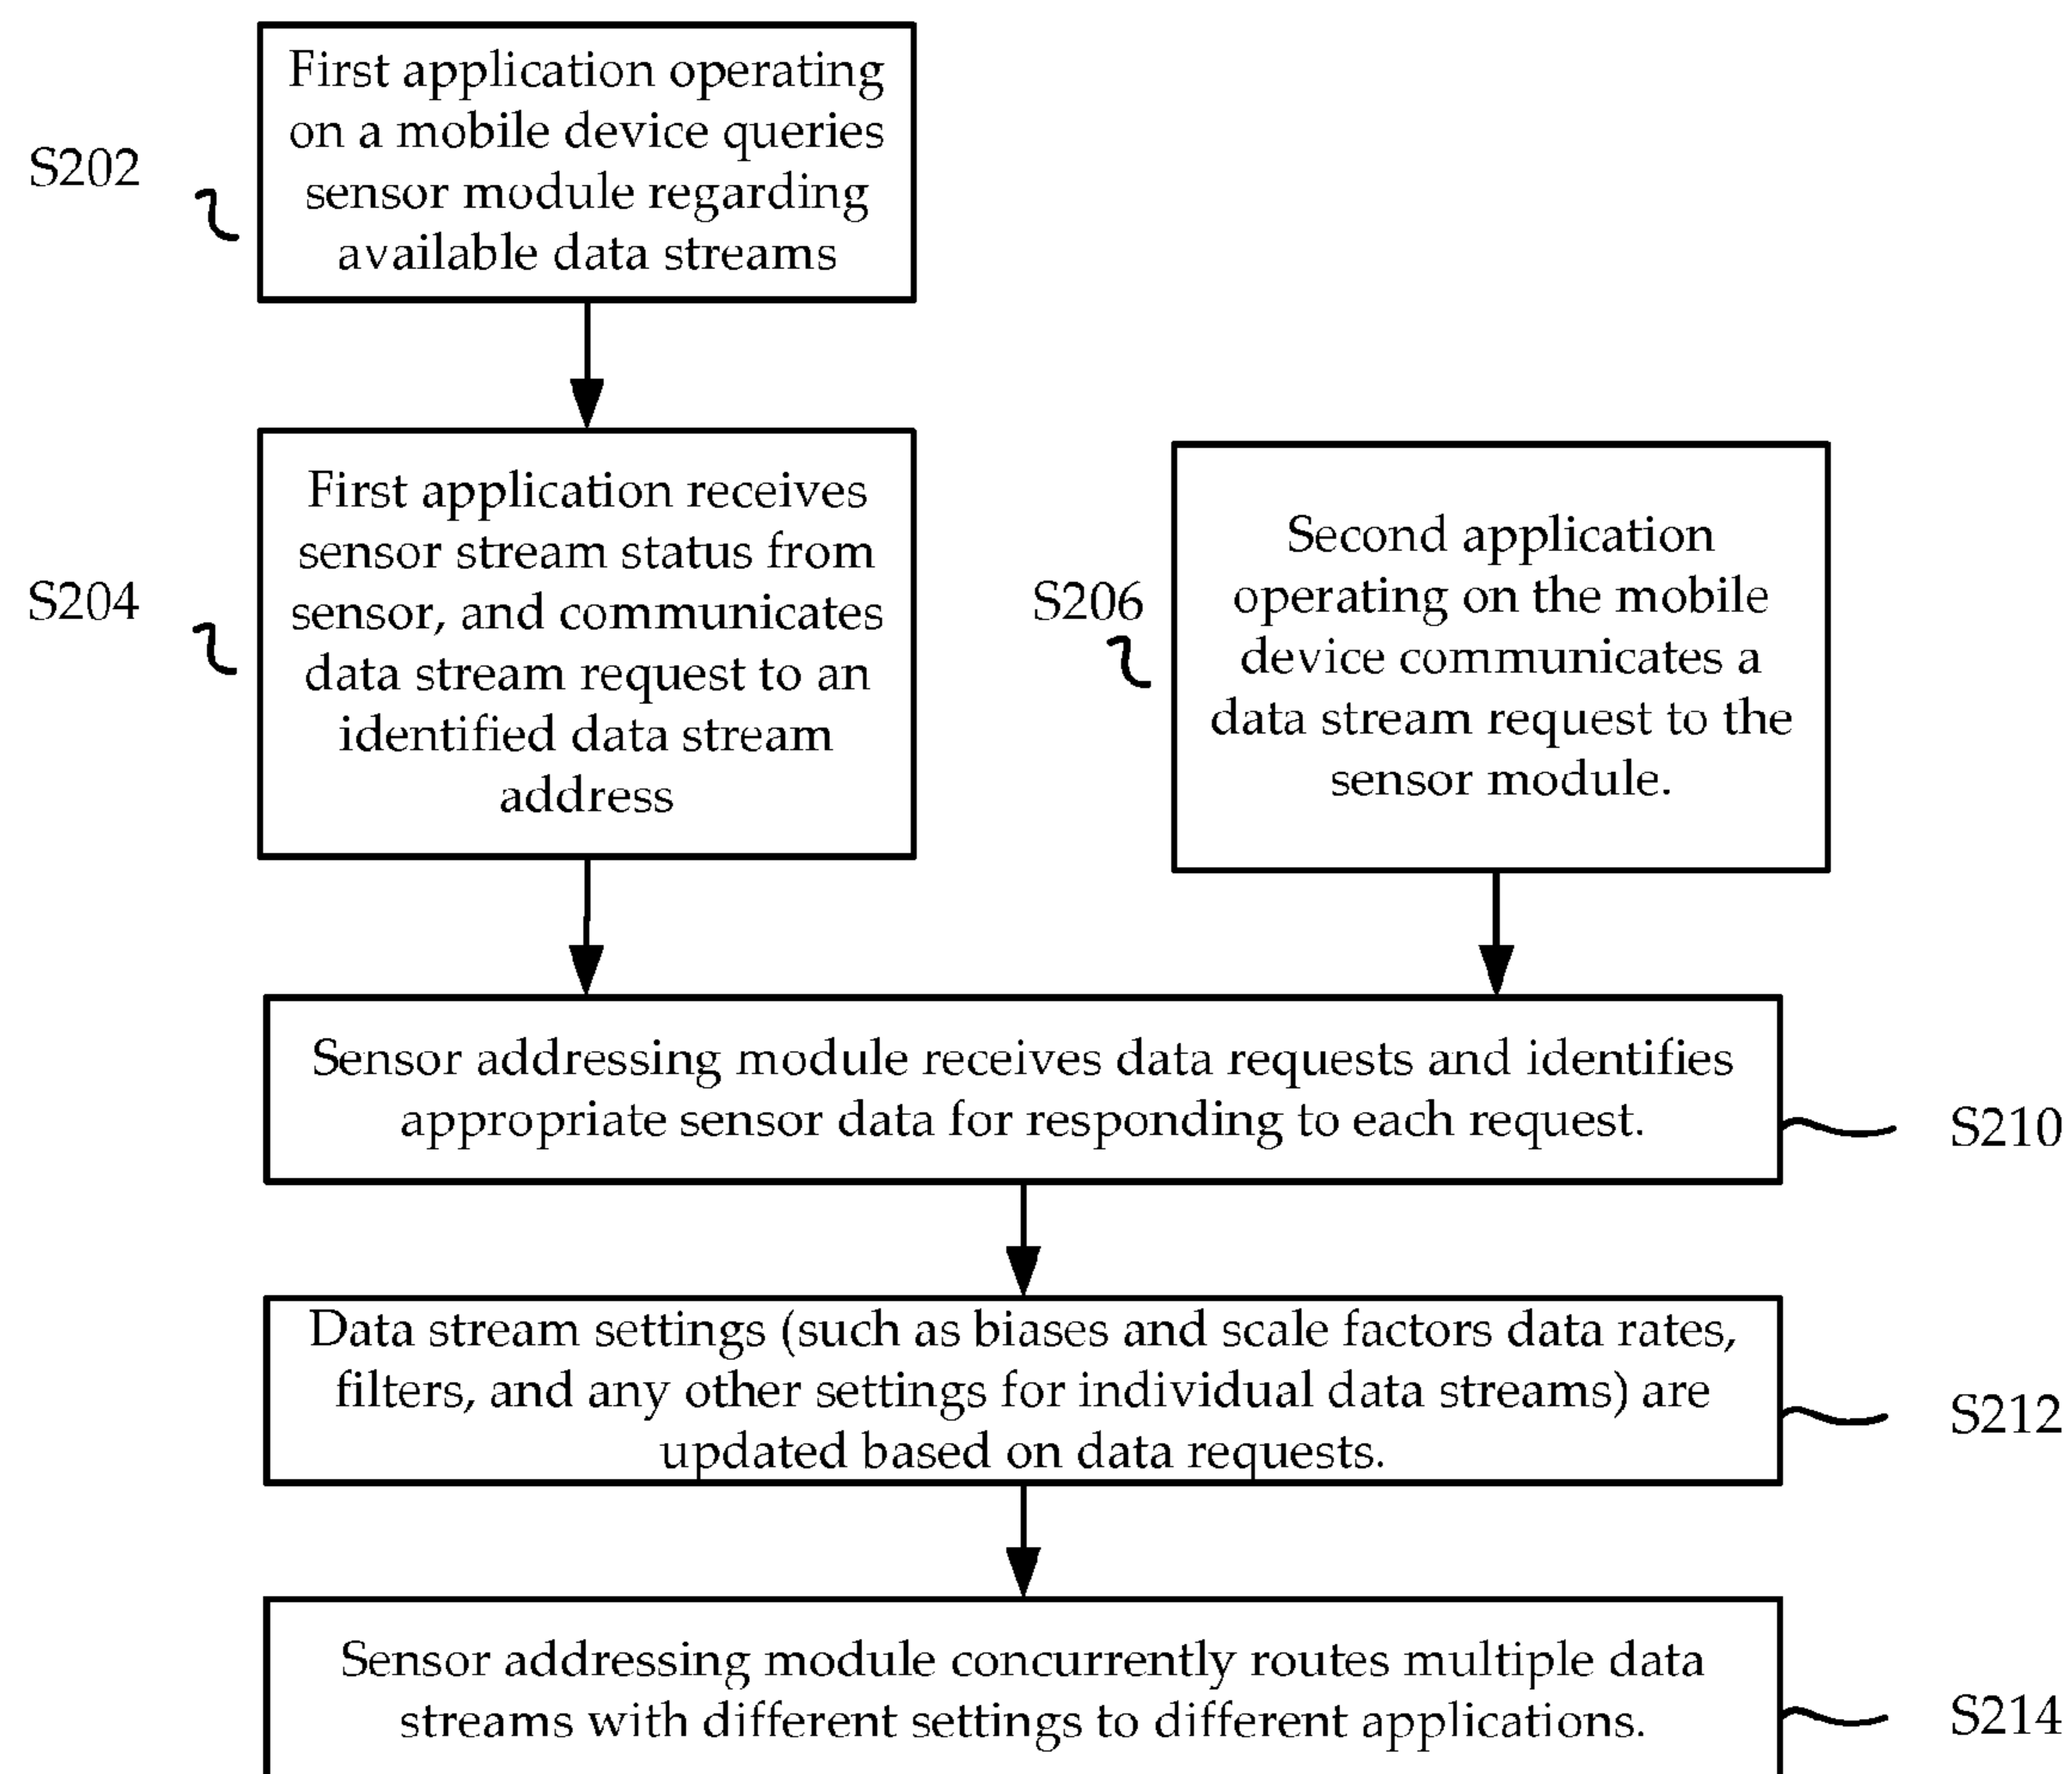 First application operating
on a mobile device queries
sensor module regarding
available data streams
S202
First application receives
sensor stream status from
sensor, and communicates
data stream request to an
identified data stream
address
S204
Second application
operating on the mobile
device communicates a
data stream request to the
sensor module.
S206
Sensor addressing module receives data requests and identifies
appropriate sensor data for responding to each request.
S210
Data stream settings (such as biases and scale factors data rates,
filters, and any other settings for individual data streams) are
updated based on data requests.
S212
Sensor addressing module concurrently routes multiple data
streams with different settings to different applications.
S214